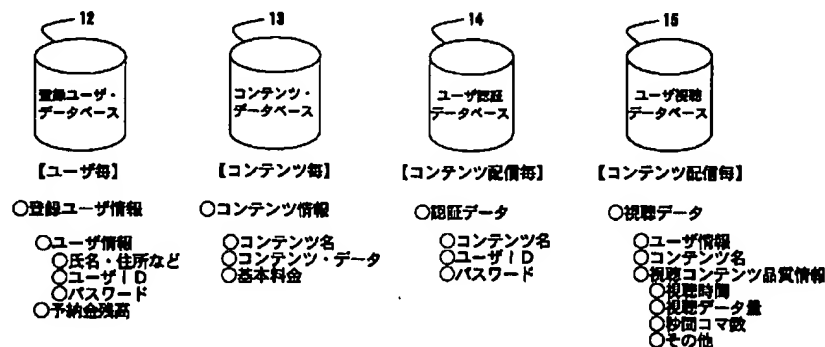 12
登録ユーザ・
データベース
【ユーザ毎】
○登録ユーザ情報
○ユーザ情報
○氏名・住所など
○ユーザID
○パスワード
○予納金残高
13
コンテンツ・
データベース
【コンテンツ毎】
○コンテンツ情報
○コンテンツ名
○コンテンツ・データ
○基本料金
14
ユーザ認証
データベース
【コンテンツ配信毎】
○認証データ
○コンテンツ名
○ユーザID
○パスワード
15
ユーザ視聴
データベース
【コンテンツ配信毎】
○視聴データ
○ユーザ情報
○コンテンツ名
○視聴コンテンツ品質情報
○視聴時間
○視聴データ量
○秒間コマ数
○その他